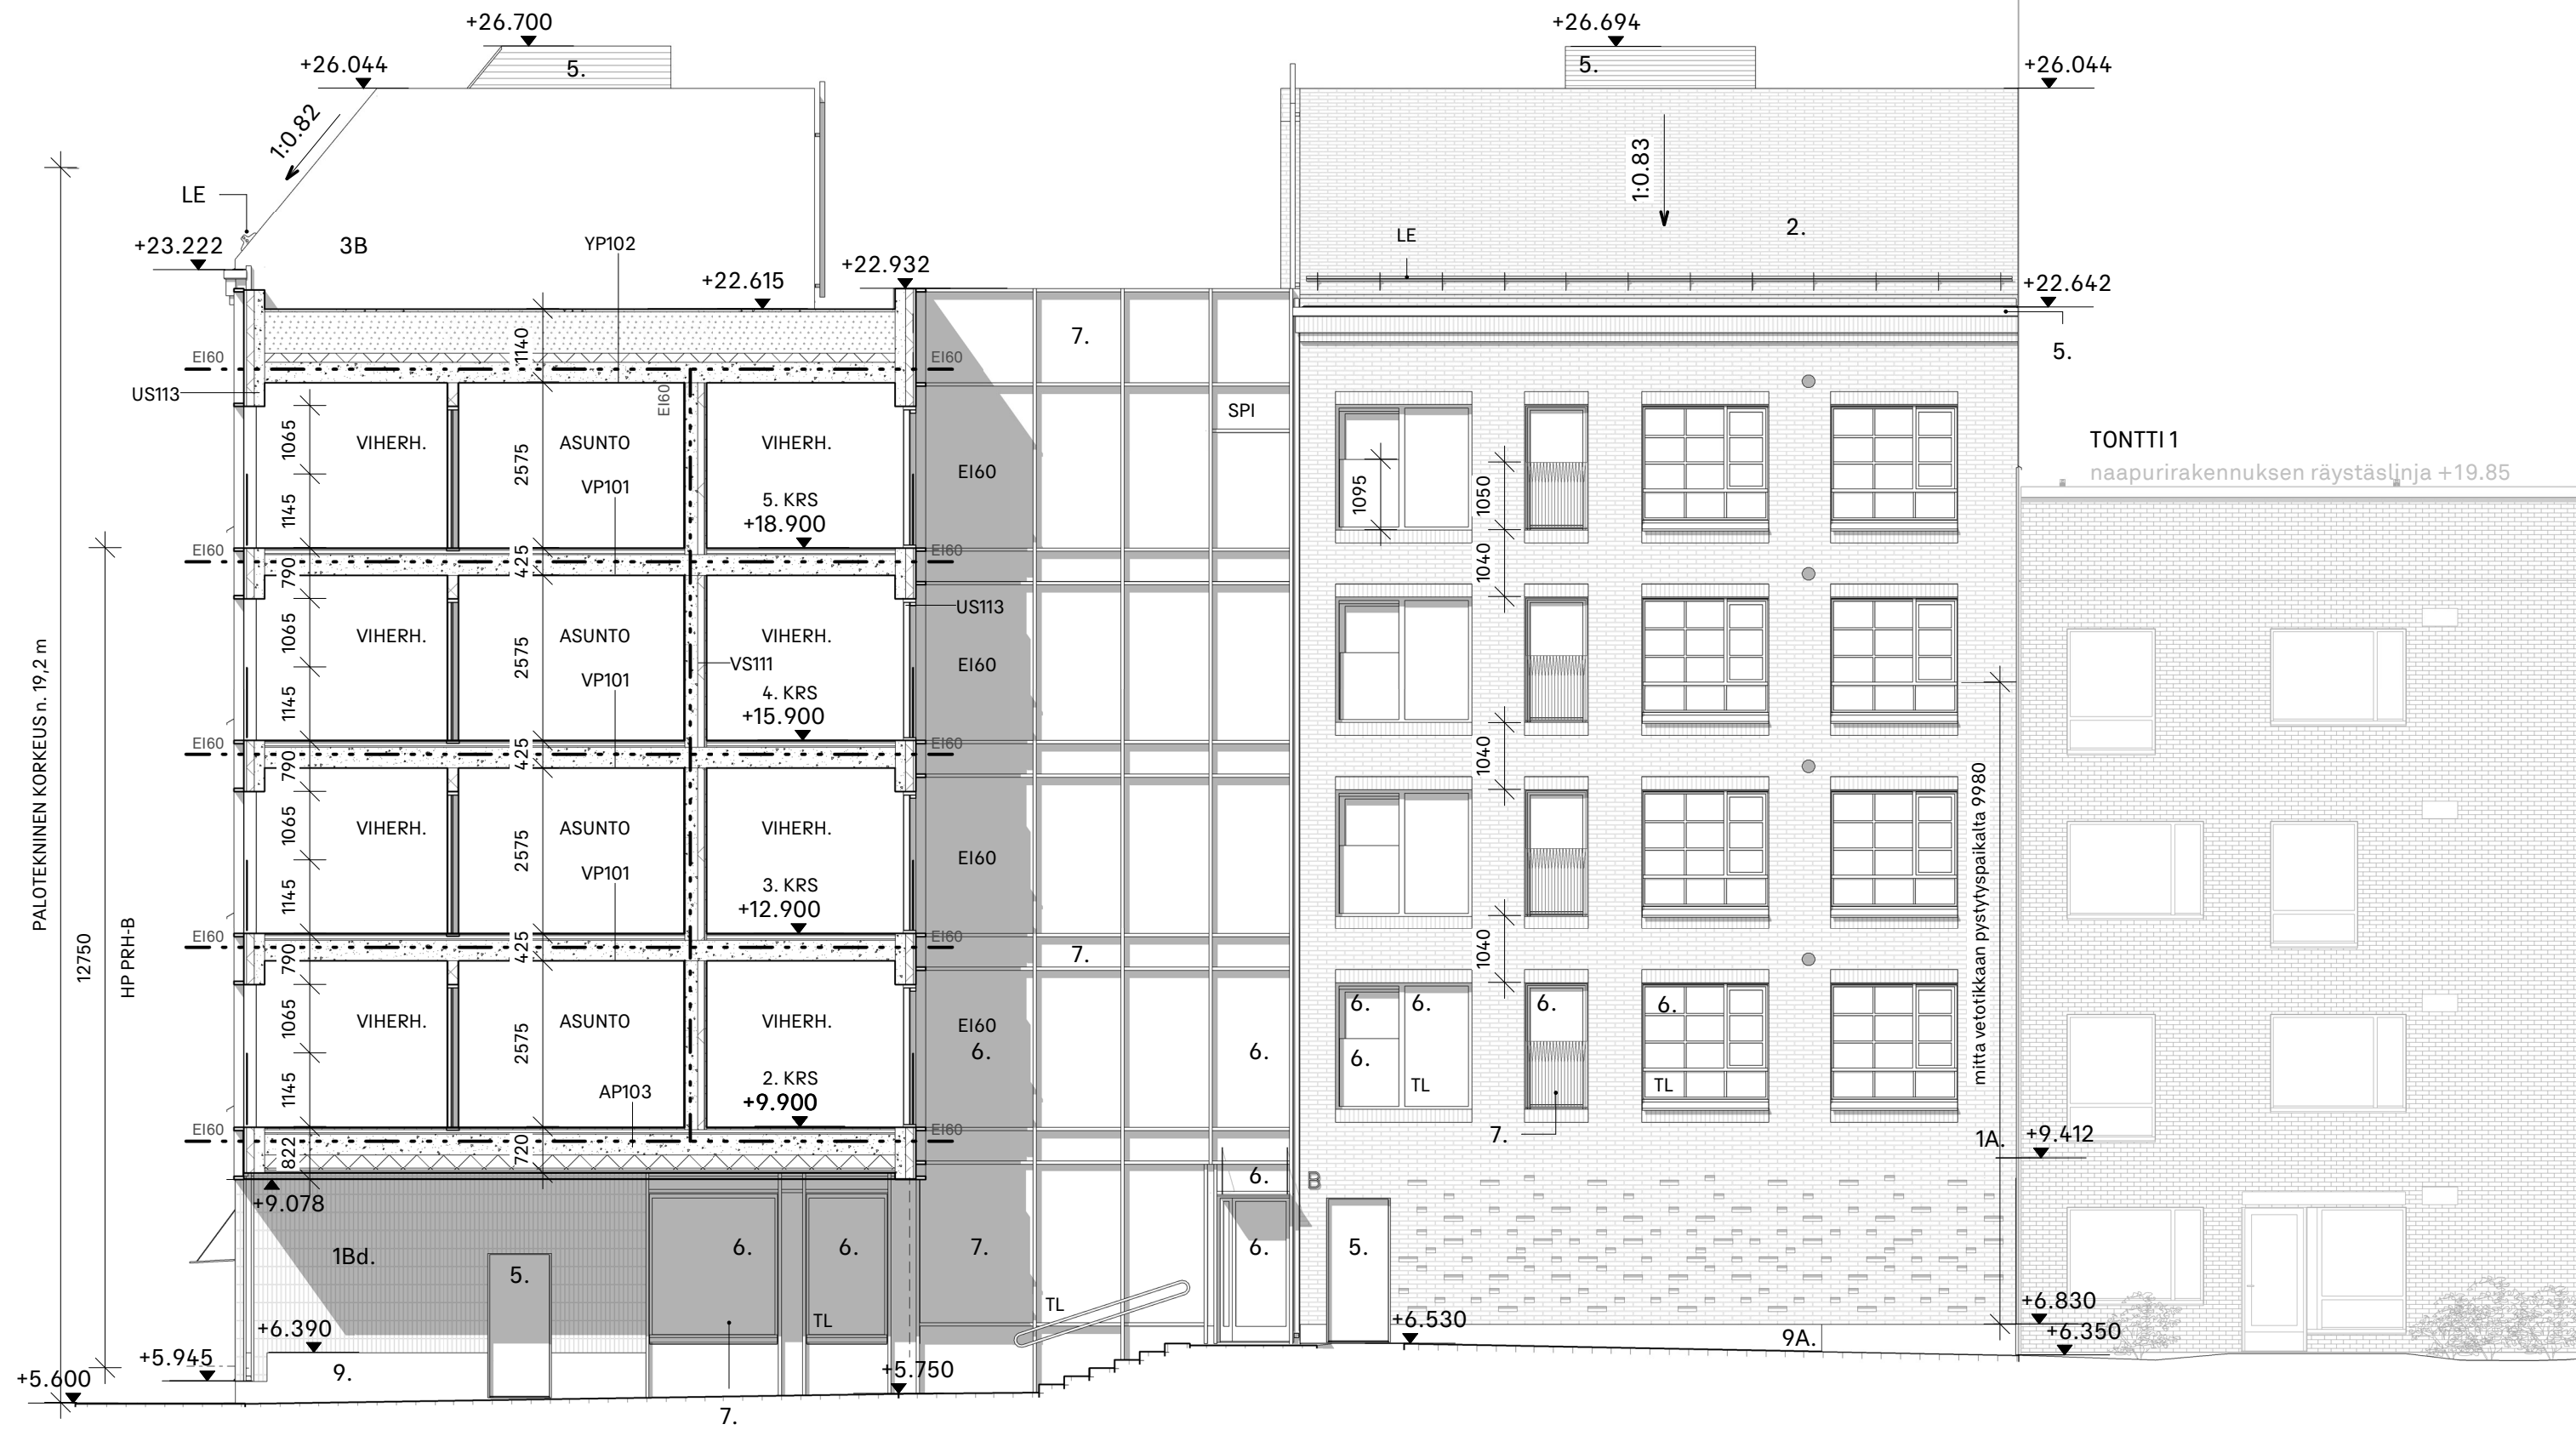 +26.700
+26.694
+26.044
5.
5.
+26.044
1:0.82
1:0.83
LE
2.
+23.222
3B
YP102
LE
+22.615
+22.932
+22.642
7.
5.
1140
EI60
EI60
US113
EI60
SPI
TONTTI 1
naapurirakennuksen räystäslinja +19.85
1065
VIHERH.
2575
ASUNTO
VIHERH.
EI60
VP101
1145
5. KRS
+18.900
1095
1050
EI60
425
EI60
790
1040
US113
1065
VIHERH.
2575
ASUNTO
VIHERH.
VS111
EI60
VP101
1145
4. KRS
+15.900
EI60
425
EI60
790
1040
PALOTEKNINEN KORKEUS n. 19,2 m
mitta vetotikkaan pystytyspaikalta 9980
1065
VIHERH.
2575
ASUNTO
VIHERH.
EI60
VP101
1145
3. KRS
+12.900
12750
HP PRH-B
EI60
425
EI60
790
7.
1040
1065
VIHERH.
2575
ASUNTO
VIHERH.
EI60
6.
6.
6.
6.
6.
6.
6.
TL
TL
AP103
1145
2. KRS
+9.900
EI60
EI60
7.
1A.
+9.412
822
720
6.
B
+9.078
1Bd.
5.
6.
6.
7.
6.
5.
TL
TL
+6.390
+6.530
+6.830
+6.350
9A.
+5.945
9.
+5.750
+5.600
7.